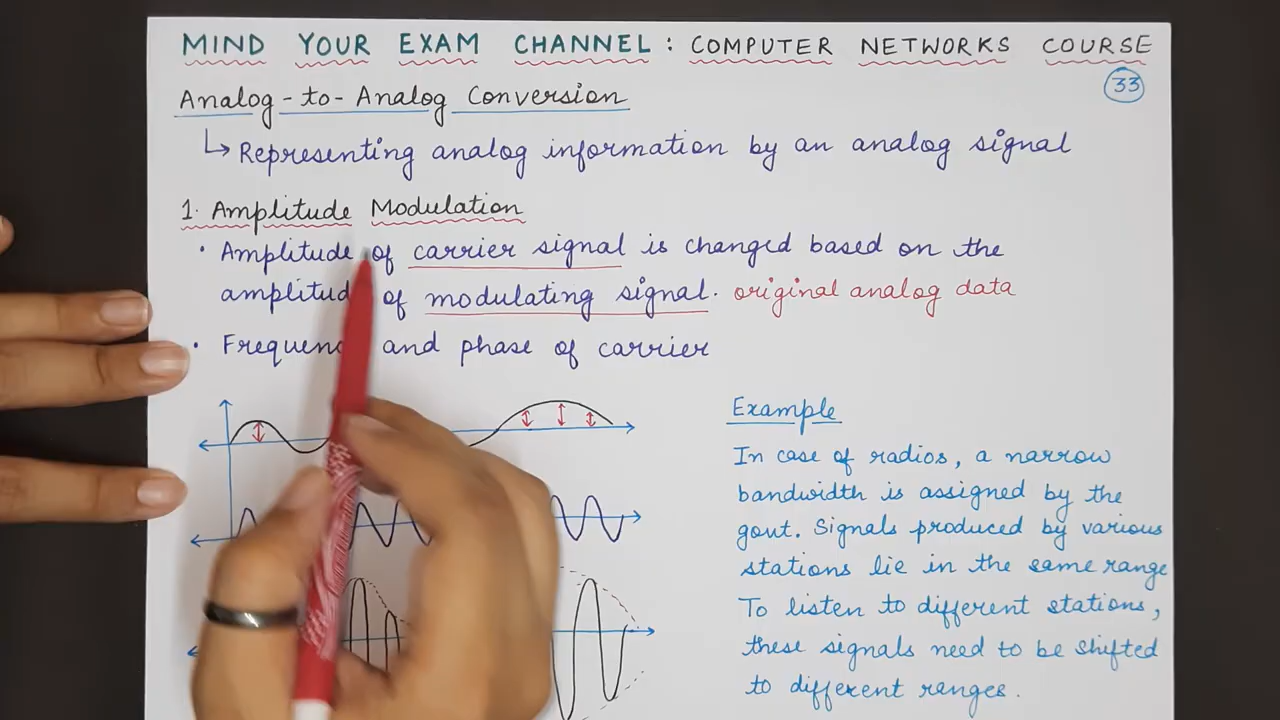 MIND YOUR EXAM CHANNEL : COMPUTER NETWORKS COURSE
33
Analog-to-Analog Conversion
↳ Representing analog information by an analog signal
1. Amplitude Modulation
• Amplitude of carrier signal is changed based on the
of modulating signal. original analog data
• and phase of carrier
Example
In case of radios, a narrow
bandwidth is assigned by the
govt. Signals produced by various
stations lie in the same range
To listen to different stations,
these signals need to be shifted
to different ranges.